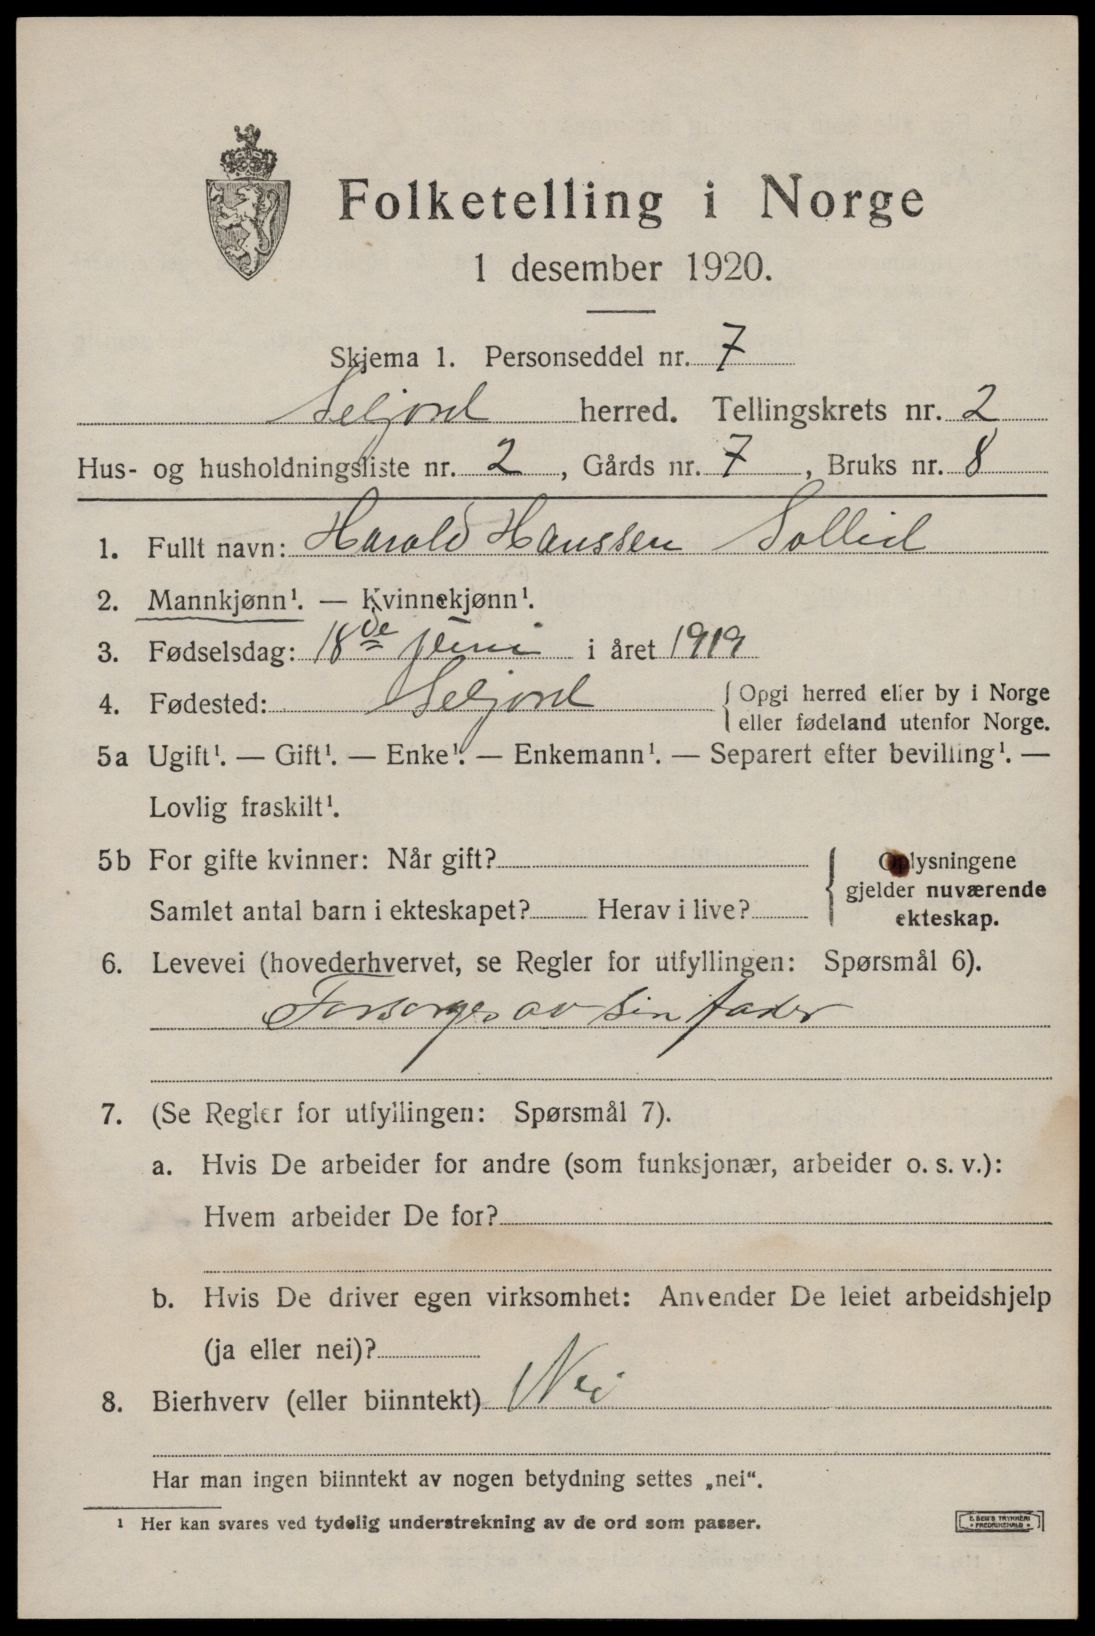 Folketelling i Norge
1 desember 1920.
Skjema 1. Personseddel nr. 7
Seljord herred. Tellingskrets nr. 2
Hus- og husholdningsliste nr. 2, Gårds nr. 7, Bruks nr. 8
1. Fullt navn: Harald Hanssen Sollid
2. Mannkjønn¹. — Kvinnekjønn¹.
3. Fødselsdag: 18de juni i året 1919
4. Fødested: Seljord { Opgi herred eller by i Norge
eller fødeland utenfor Norge.
5a Ugift¹. — Gift¹. — Enke¹. — Enkemann¹. — Separert efter bevilling¹. —
Lovlig fraskilt¹.
5b For gifte kvinner: Når gift? { Oplysningene
gjelder nuværende
Samlet antal barn i ekteskapet? Herav i live? ekteskap.
6. Levevei (hovederhvervet, se Regler for utfyllingen: Spørsmål 6).
Forsørges av sin fader
7. (Se Regler for utfyllingen: Spørsmål 7).
a. Hvis De arbeider for andre (som funksjonær, arbeider o. s. v.):
Hvem arbeider De for?
b. Hvis De driver egen virksomhet: Anvender De leiet arbeidshjelp
(ja eller nei)?
8. Bierhverv (eller biinntekt) Nei
Har man ingen biinntekt av nogen betydning settes „nei“.
¹ Her kan svares ved tydelig understrekning av de ord som passer.
E. SEM'S TRYKKERI
FREDRIKSHALD